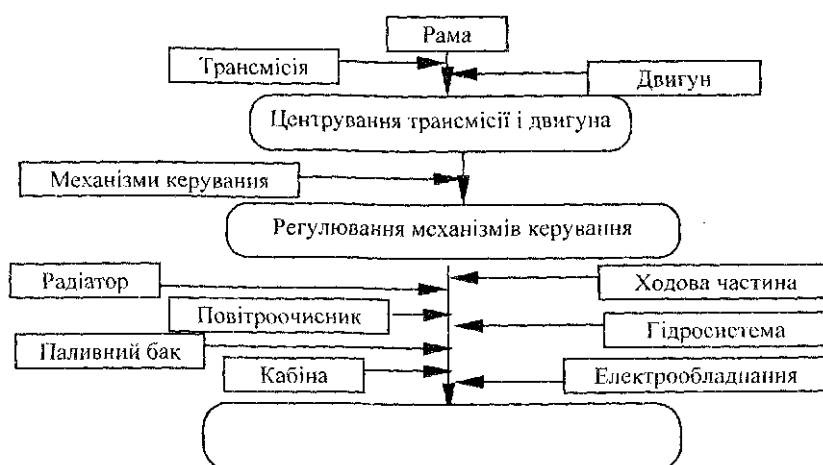 Рама
Трансмісія
Двигун
Центрування трансмісії і двигуна
Механізми керування
Регулювання механізмів керування
Радіатор
Ходова частина
Повітроочисник
Гідросистема
Паливний бак
Кабіна
Електрообладнання